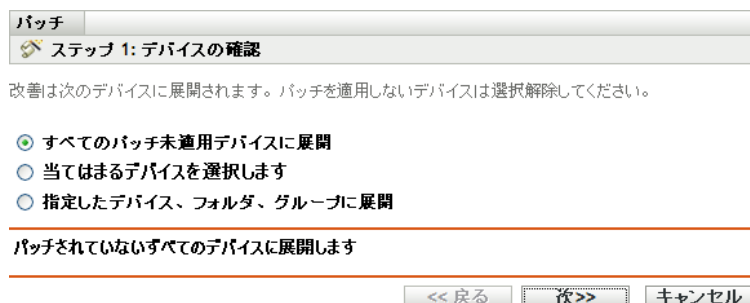 パッチ
ステップ 1: デバイスの確認
改善は次のデバイスに展開されます。パッチを適用しないデバイスは選択解除してください。
すべてのパッチ未適用デバイスに展開
当てはまるデバイスを選択します
指定したデバイス、フォルダ、グループに展開
パッチされていないすべてのデバイスに展開します
<< 戻る 次>> キャンセル